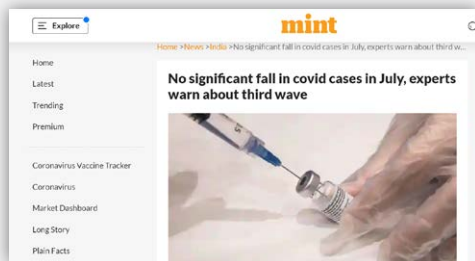 Explore
mint
Home >News >India >No significant fall in covid cases in July, experts warn about third w...
Home
No significant fall in covid cases in July, experts
warn about third wave
Latest
Trending
Premium
Coronavirus Vaccine Tracker
Coronavirus
Market Dashboard
Long Story
Plain Facts